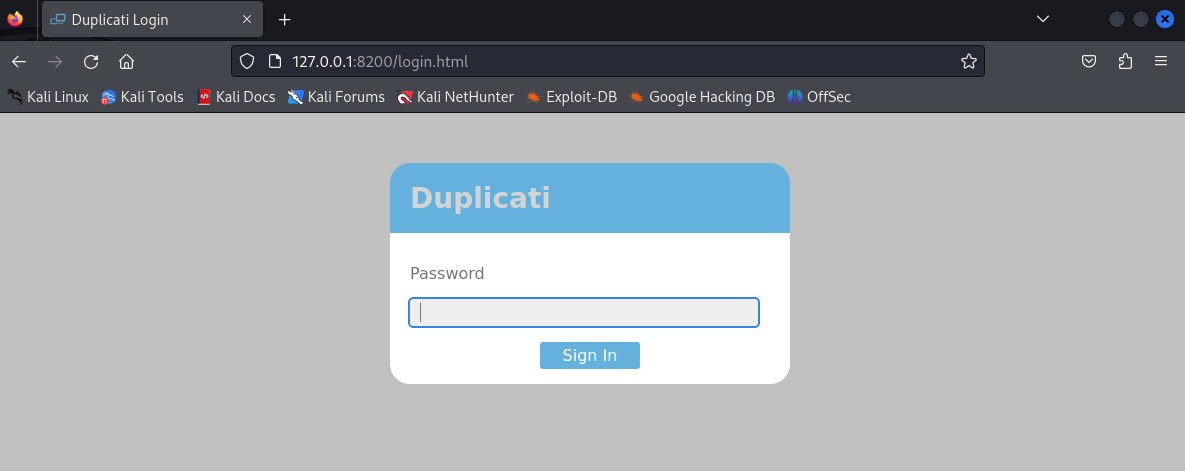 Duplicati Login
127.0.0.1:8200/login.html
Kali Linux Kali Tools Kali Docs Kali Forums Kali NetHunter Exploit-DB Google Hacking DB OffSec
Duplicati
Password
Sign In